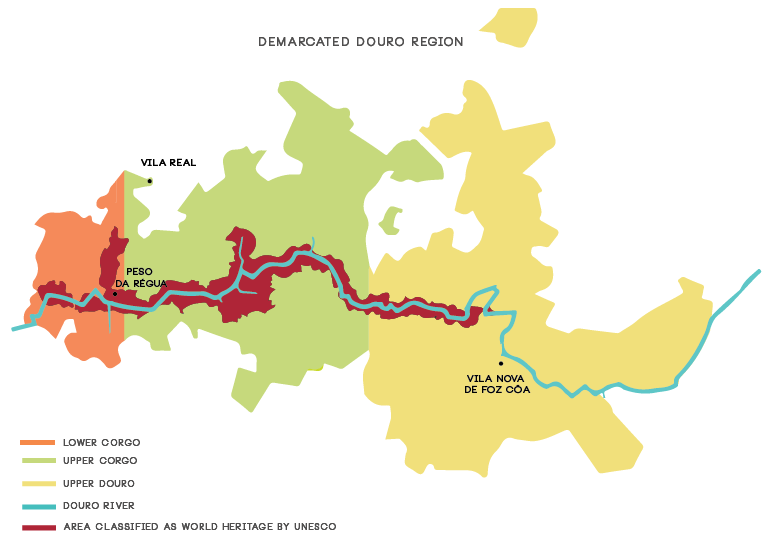 DEMARCATED DOURO REGION
VILA REAL
PESO
DA RÉGUA
VILA NOVA
DE FOZ CÔA
LOWER CORGO
UPPER CORGO
UPPER DOURO
DOURO RIVER
AREA CLASSIFIED AS WORLD HERITAGE BY UNESCO